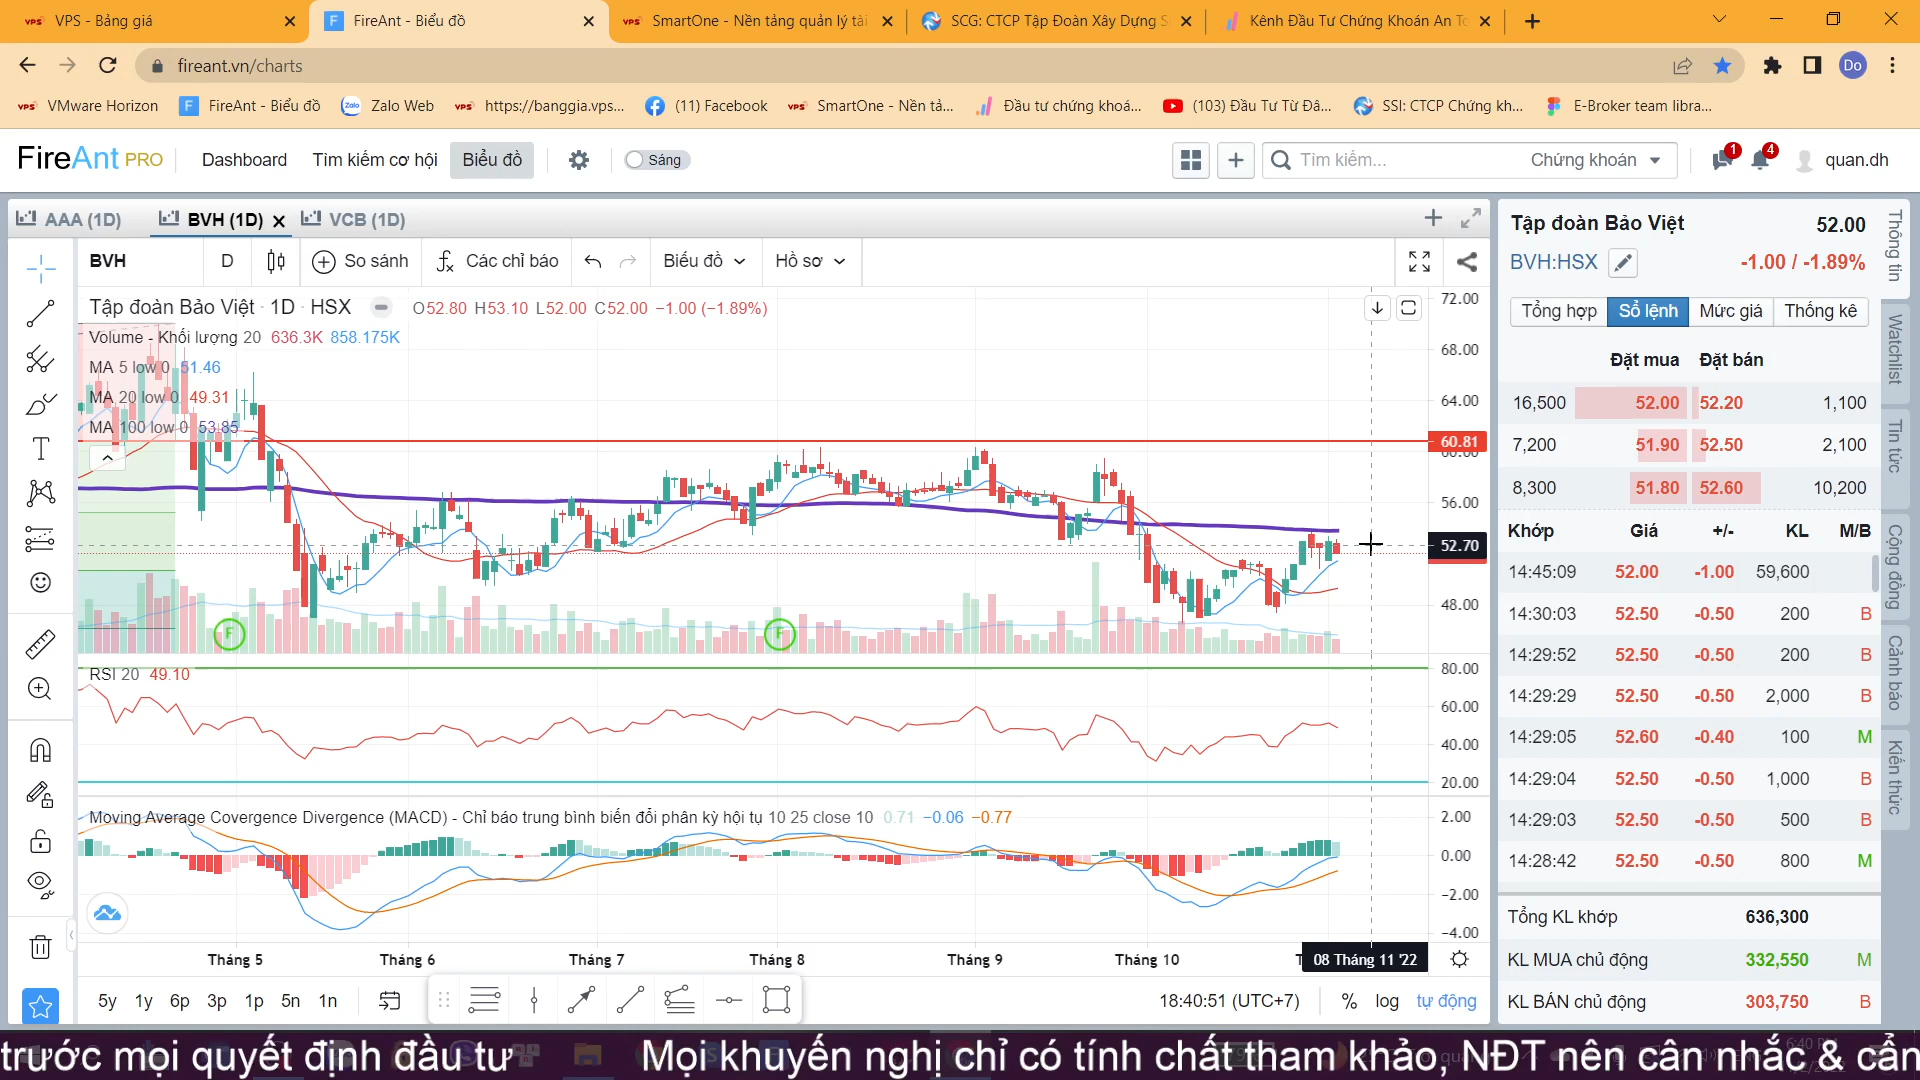 VPS - Bảng giá
FireAnt - Biểu đồ
SmartOne - Nền tảng quản lý tài
SCG: CTCP Tập Đoàn Xây Dựng S
Kênh Đầu Tư Chứng Khoán An To
fireant.vn/charts
Do
VMware Horizon
FireAnt - Biểu đồ
Zalo Web
https://banggia.vps...
(11) Facebook
SmartOne - Nền tả...
Đầu tư chứng khoá...
(103) Đầu Tư Từ Đâ...
SSI: CTCP Chứng kh...
E-Broker team libra...
FireAnt PRO
Dashboard
Tìm kiếm cơ hội
Biểu đồ
Sáng
Tìm kiếm...
Chứng khoán
1
4
quan.dh
AAA (1D)
BVH (1D)
VCB (1D)
BVH
D
So sánh
Các chỉ báo
Biểu đồ
Hồ sơ
Tập đoàn Bảo Việt · 1D · HSX
O52.80 H53.10 L52.00 C52.00 −1.00 (−1.89%)
Volume - Khối lượng 20 636.3K 858.175K
MA 5 low 0 51.46
MA 20 low 0 49.31
MA 100 low 0 53.85
72.00
68.00
64.00
60.81
60.00
56.00
52.70
48.00
F
F
RSI 20 49.10
80.00
60.00
40.00
20.00
Moving Average Covergence Divergence (MACD) - Chỉ báo trung bình biến đổi phân kỳ hội tụ 10 25 close 10 0.71 −0.06 −0.77
2.00
0.00
−2.00
−4.00
Tháng 5
Tháng 6
Tháng 7
Tháng 8
Tháng 9
Tháng 10
08 Tháng 11 '22
5y 1y 6p 3p 1p 5n 1n
18:40:51 (UTC+7)
% log tự động
Tập đoàn Bảo Việt 52.00
BVH:HSX -1.00 / -1.89%
Tổng hợp Sổ lệnh Mức giá Thống kê
Đặt mua Đặt bán
16,500 52.00 52.20 1,100
7,200 51.90 52.50 2,100
8,300 51.80 52.60 10,200
Khớp Giá +/- KL M/B
14:45:09 52.00 -1.00 59,600
14:30:03 52.50 -0.50 200 B
14:29:52 52.50 -0.50 200 B
14:29:29 52.50 -0.50 2,000 B
14:29:05 52.60 -0.40 100 M
14:29:04 52.50 -0.50 1,000 B
14:29:03 52.50 -0.50 500 B
14:28:42 52.50 -0.50 800 M
Tổng KL khớp 636,300
KL MUA chủ động 332,550 M
KL BÁN chủ động 303,750 B
Thông tin
Watchlist
Tin tức
Cộng đồng
Cảnh báo
Kiến thức
trước mọi quyết định đầu tư
Mọi khuyến nghị chỉ có tính chất tham khảo, NĐT nên cân nhắc & cẩn